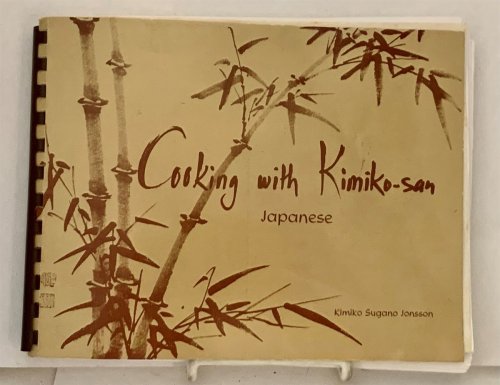 Cooking with Kimiko-san
Japanese
Kimiko Sugano Jonsson